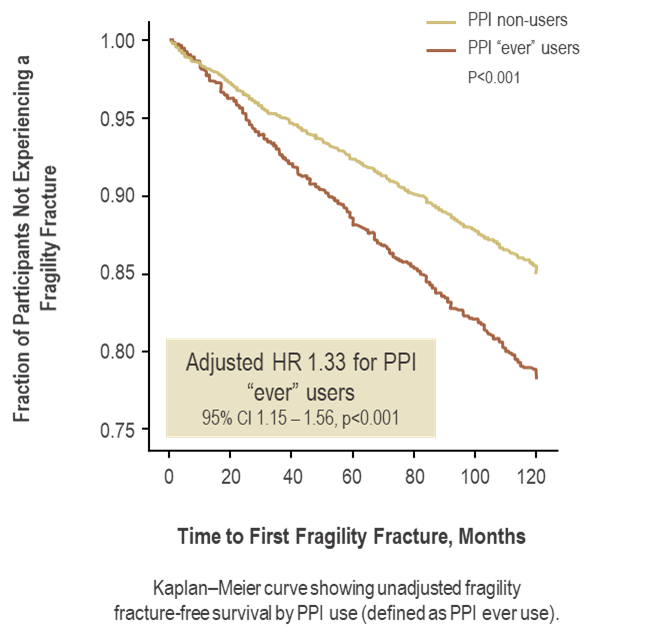 PPI non-users
PPI “ever” users
P<0.001
Fraction of Participants Not Experiencing a
Fragility Fracture
1.00
0.95
0.90
0.85
0.80
0.75
Adjusted HR 1.33 for PPI
“ever” users
95% CI 1.15 – 1.56, p<0.001
0 20 40 60 80 100 120
Time to First Fragility Fracture, Months
Kaplan–Meier curve showing unadjusted fragility
fracture-free survival by PPI use (defined as PPI ever use).